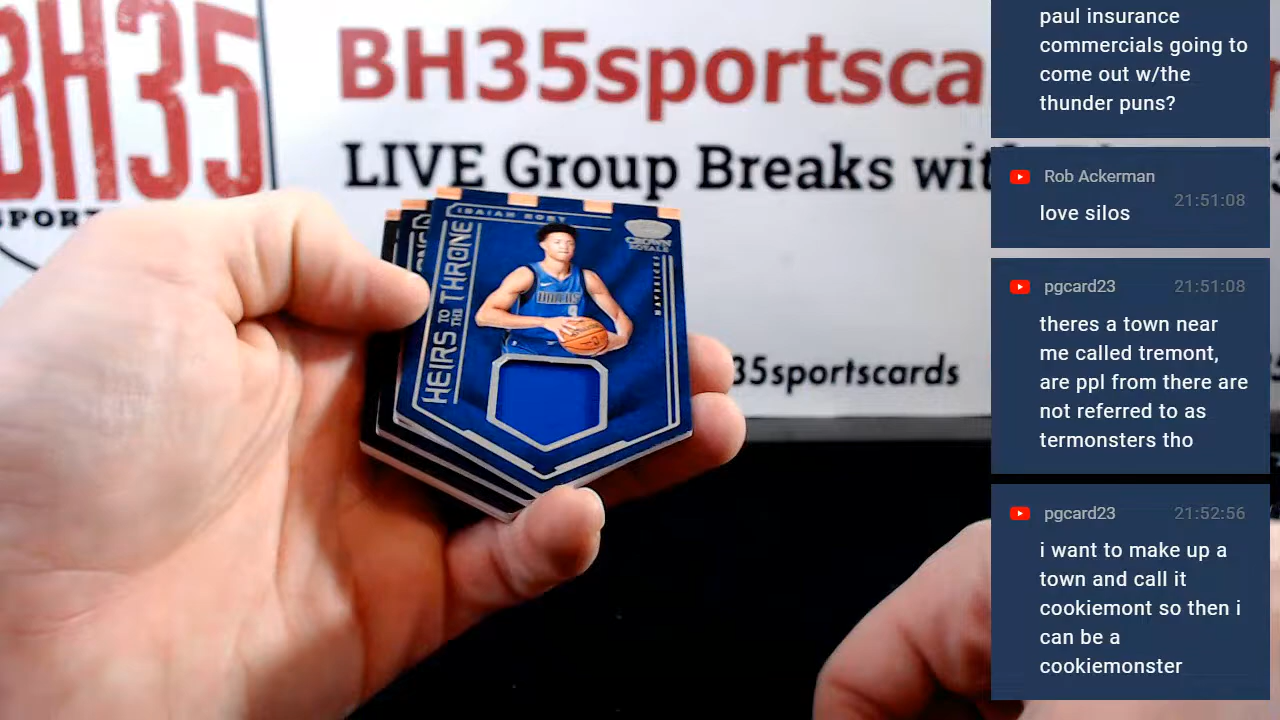 BH35
SPORT
BH35sportsca
LIVE Group Breaks wit
35sportscards
ISAIAH ROBY
CROWN
ROYALE
MAVERICKS
HEIRS TO THE THRONE
paul insurance
commercials going to
come out w/the
thunder puns?
Rob Ackerman
21:51:08
love silos
pgcard23 21:51:08
theres a town near
me called tremont,
are ppl from there are
not referred to as
termonsters tho
pgcard23 21:52:56
i want to make up a
town and call it
cookiemont so then i
can be a
cookiemonster